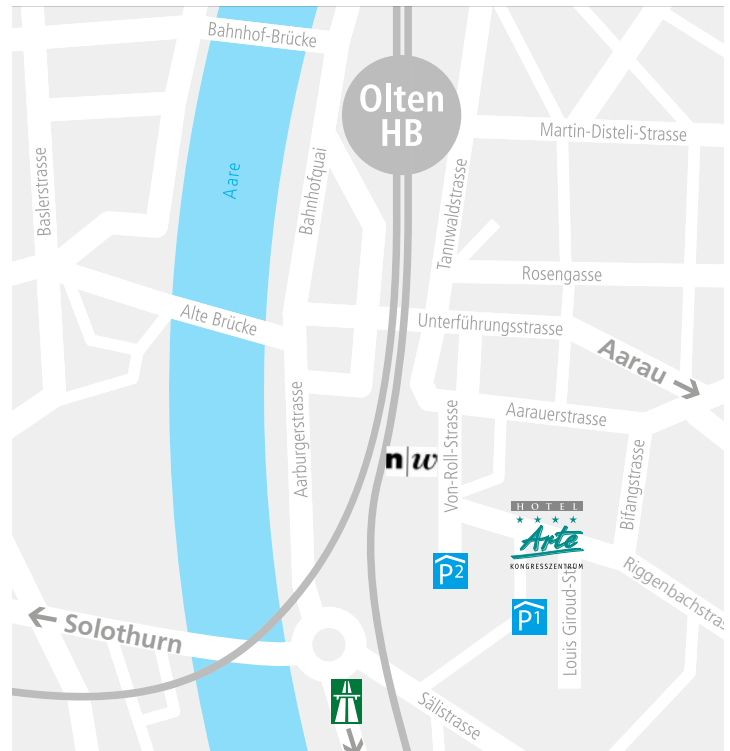 Bahnhof-Brücke
Olten
HB
Martin-Disteli-Strasse
Aare
Baslerstrasse
Bahnhofquai
Tannwaldstrasse
Rosengasse
Alte Brücke
Unterführungsstrasse
Aarau
Aarauerstrasse
Aarburgerstrasse
Von-Roll-Strasse
n|w
Bifangstrasse
HOTEL
Arte
KONGRESSZENTRUM
P2
Riggenbachstras
P1
Louis Giroud-St
Solothurn
Sälistrasse